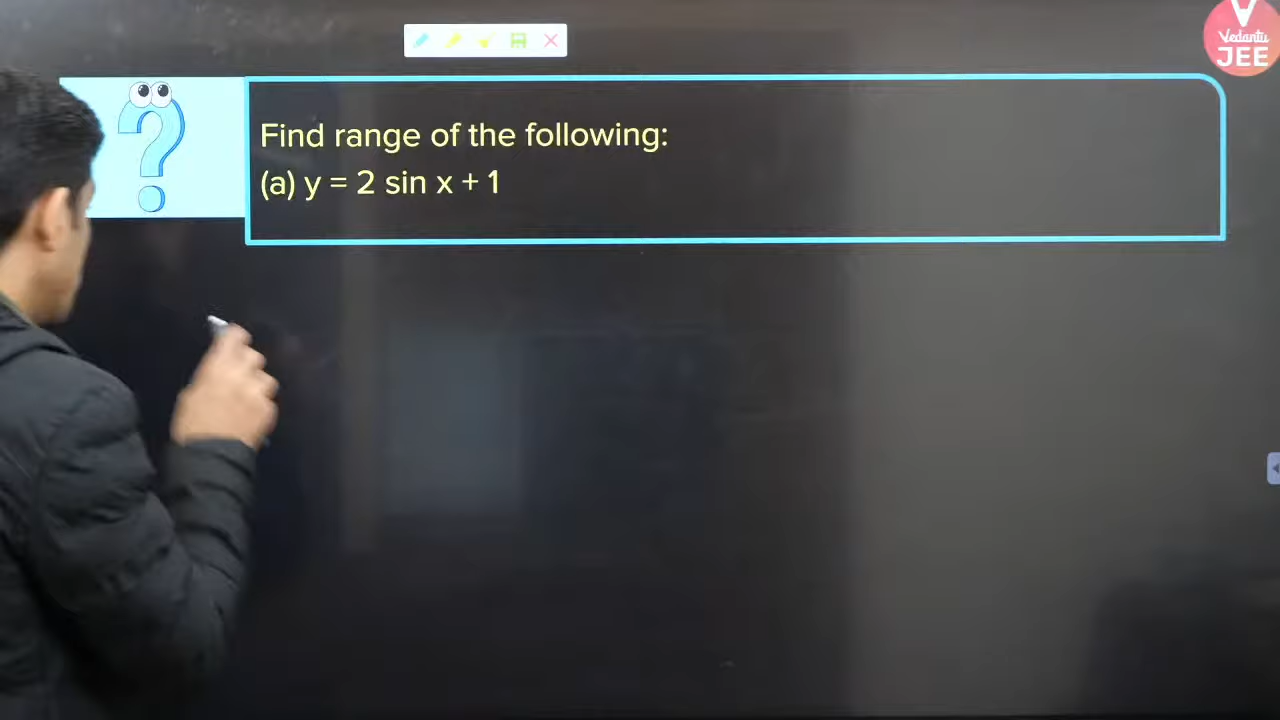 Vedantu
JEE
Find range of the following:
(a) y = 2 sin x + 1